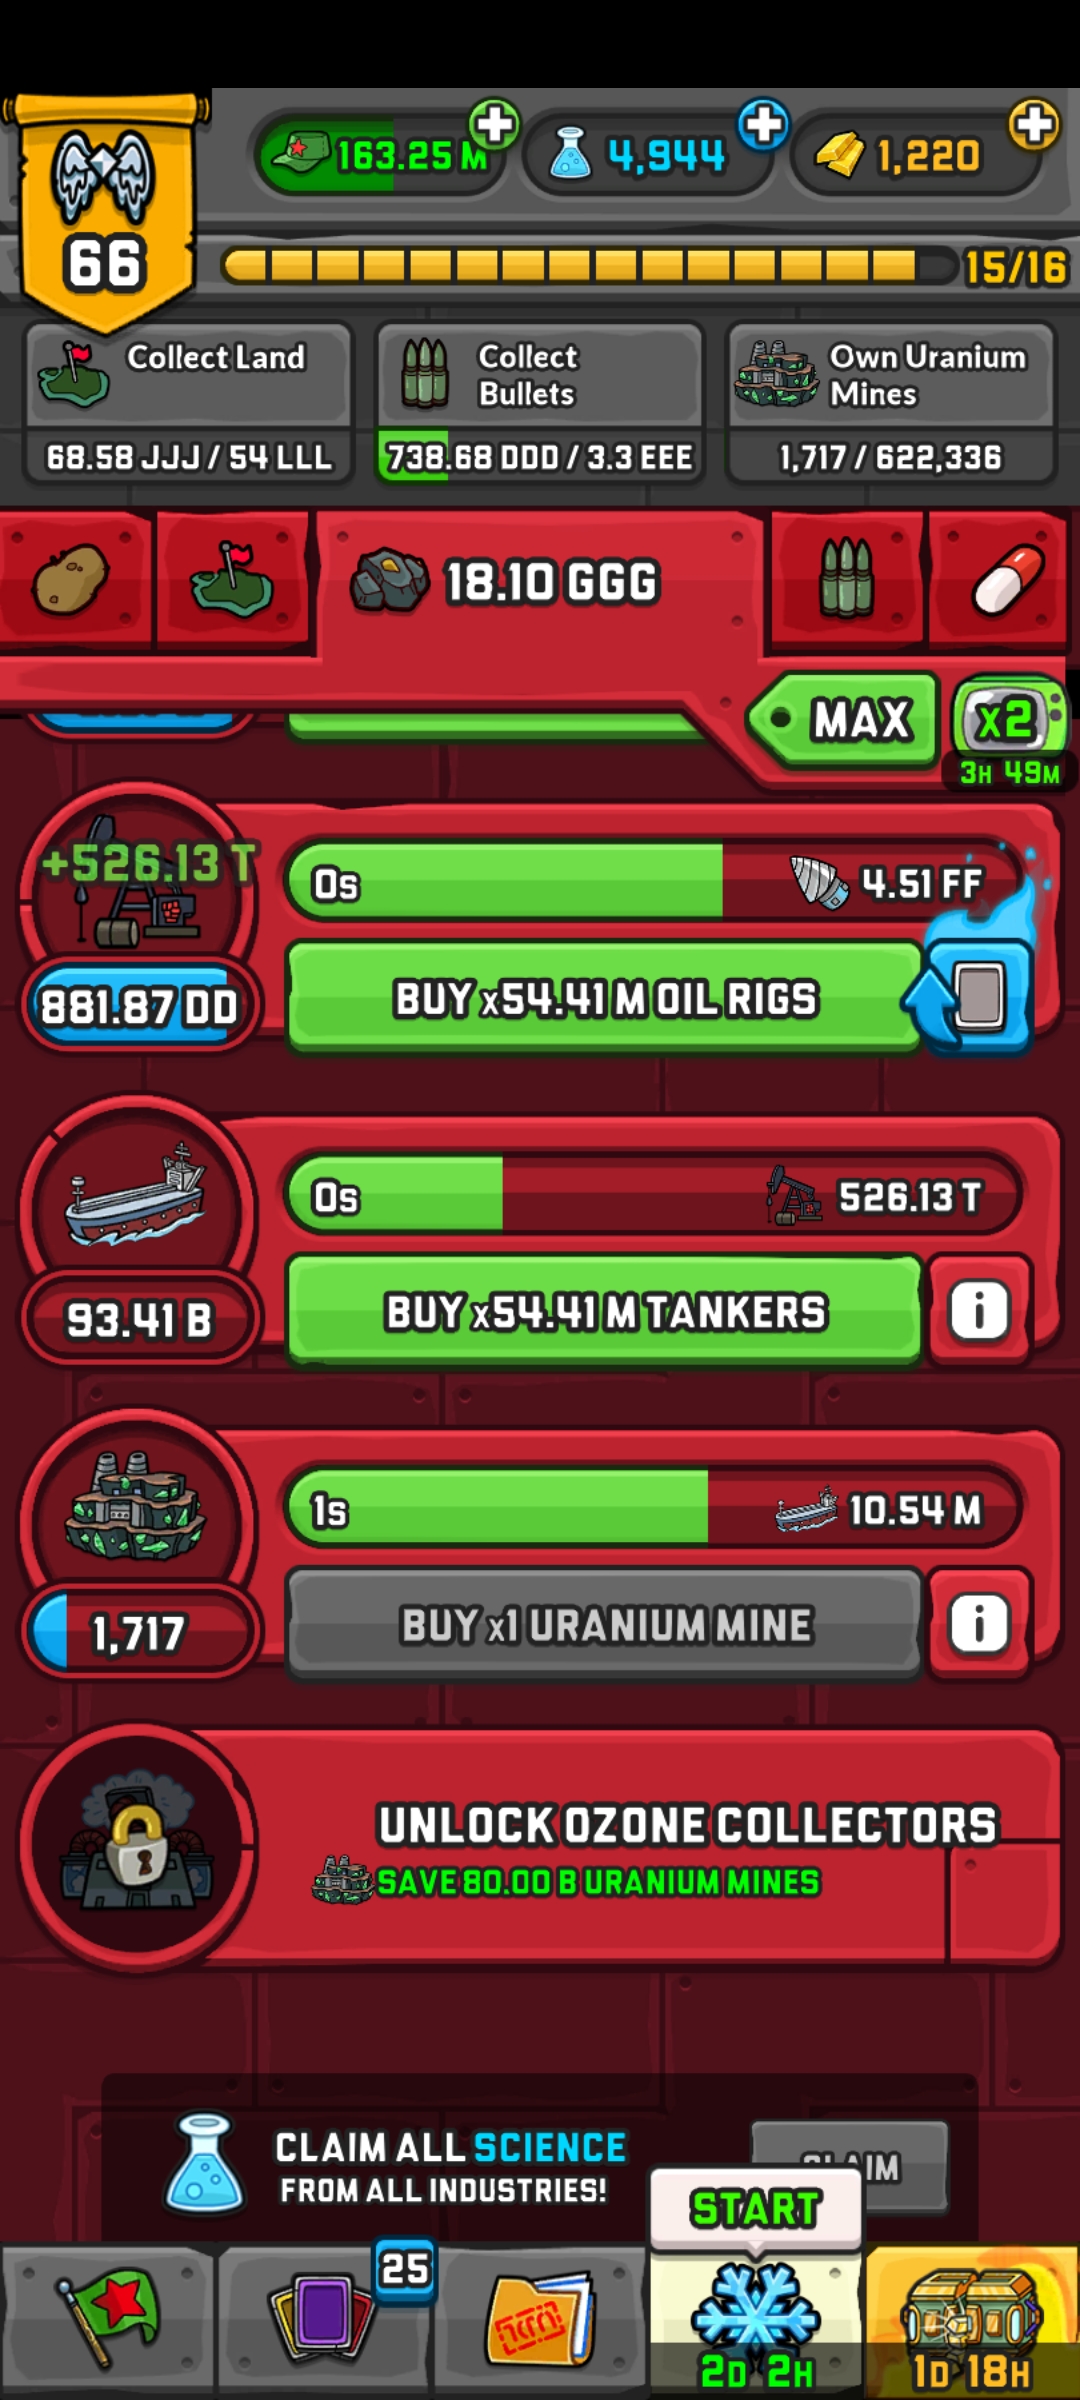 163.25 M
4,944
1,220
66
15/16
Collect Land
68.58 JJJ / 54 LLL
Collect
Bullets
738.68 DDD / 3.3 EEE
Own Uranium
Mines
1,717 / 622,336
18.10 GGG
MAX
x2
3H 49M
+526.13 T
0s
4.51 FF
881.87 DD
BUY x54.41 M OIL RIGS
0s
526.13 T
93.41 B
BUY x54.41 M TANKERS
i
1s
10.54 M
1,717
BUY x1 URANIUM MINE
i
UNLOCK OZONE COLLECTORS
SAVE 80.00 B URANIUM MINES
CLAIM ALL SCIENCE
FROM ALL INDUSTRIES!
CLAIM
START
25
2D 2H
1D 18H